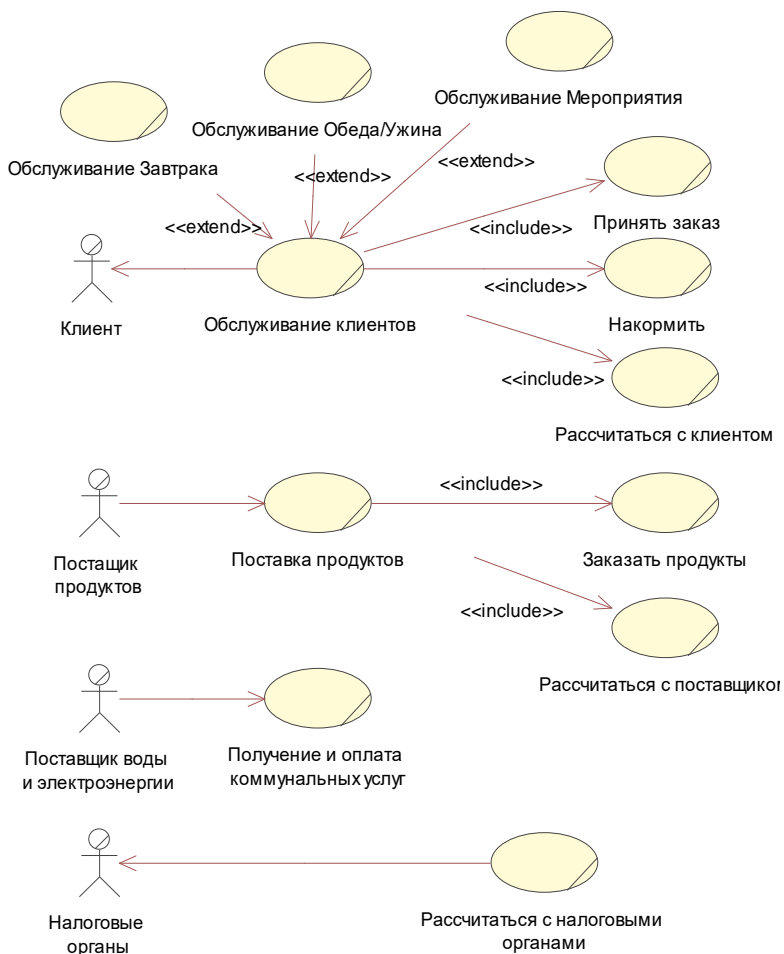 Обслуживание Мероприятия
Обслуживание Обеда/Ужина
Обслуживание Завтрака
<<extend>>
<<extend>>
<<extend>>
<<include>>
Принять заказ
<<include>>
Клиент
Обслуживание клиентов
Накормить
<<include>>
Рассчитаться с клиентом
<<include>>
Постащик
продуктов
Поставка продуктов
Заказать продукты
<<include>>
Рассчитаться с поставщиком
Поставщик воды
и электроэнергии
Получение и оплата
коммунальных услуг
Налоговые
органы
Рассчитаться с налоговыми
органами